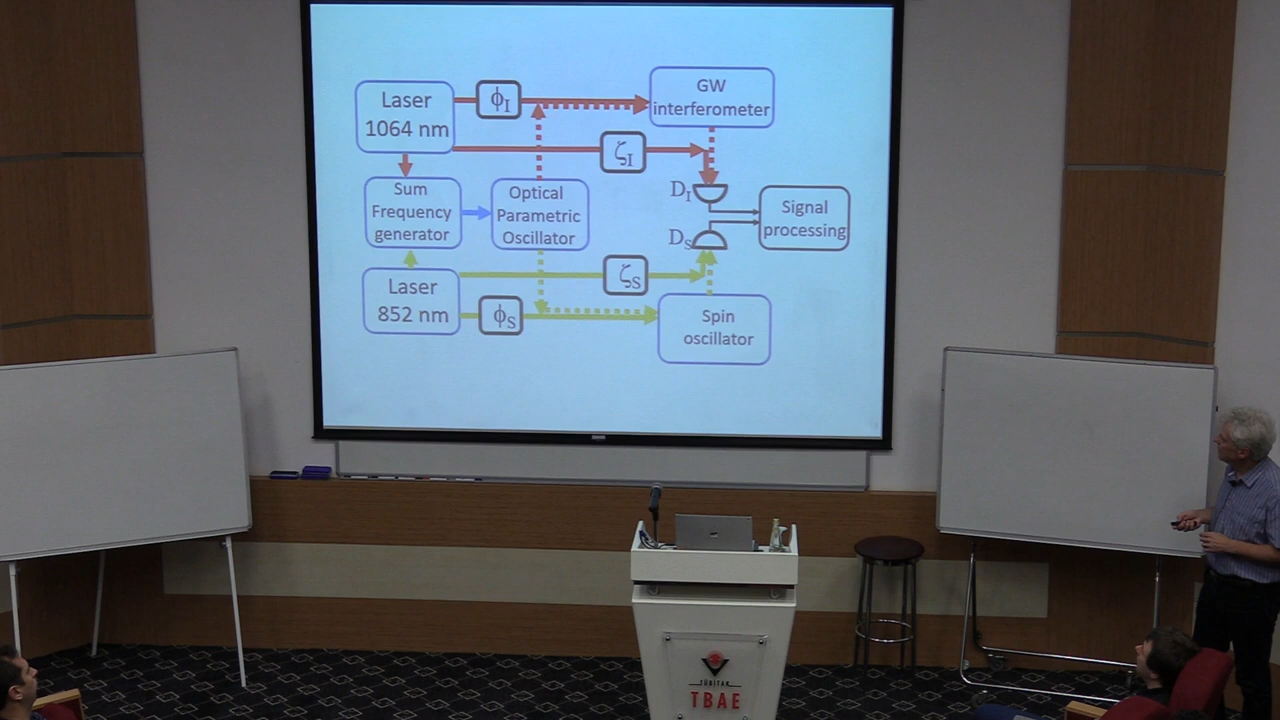 Laser
1064 nm
ϕI
GW
interferometer
ζI
Sum
Frequency
generator
Optical
Parametric
Oscillator
DI
DS
Signal
processing
Laser
852 nm
ζS
ϕS
Spin
oscillator
TÜBİTAK
TBAE